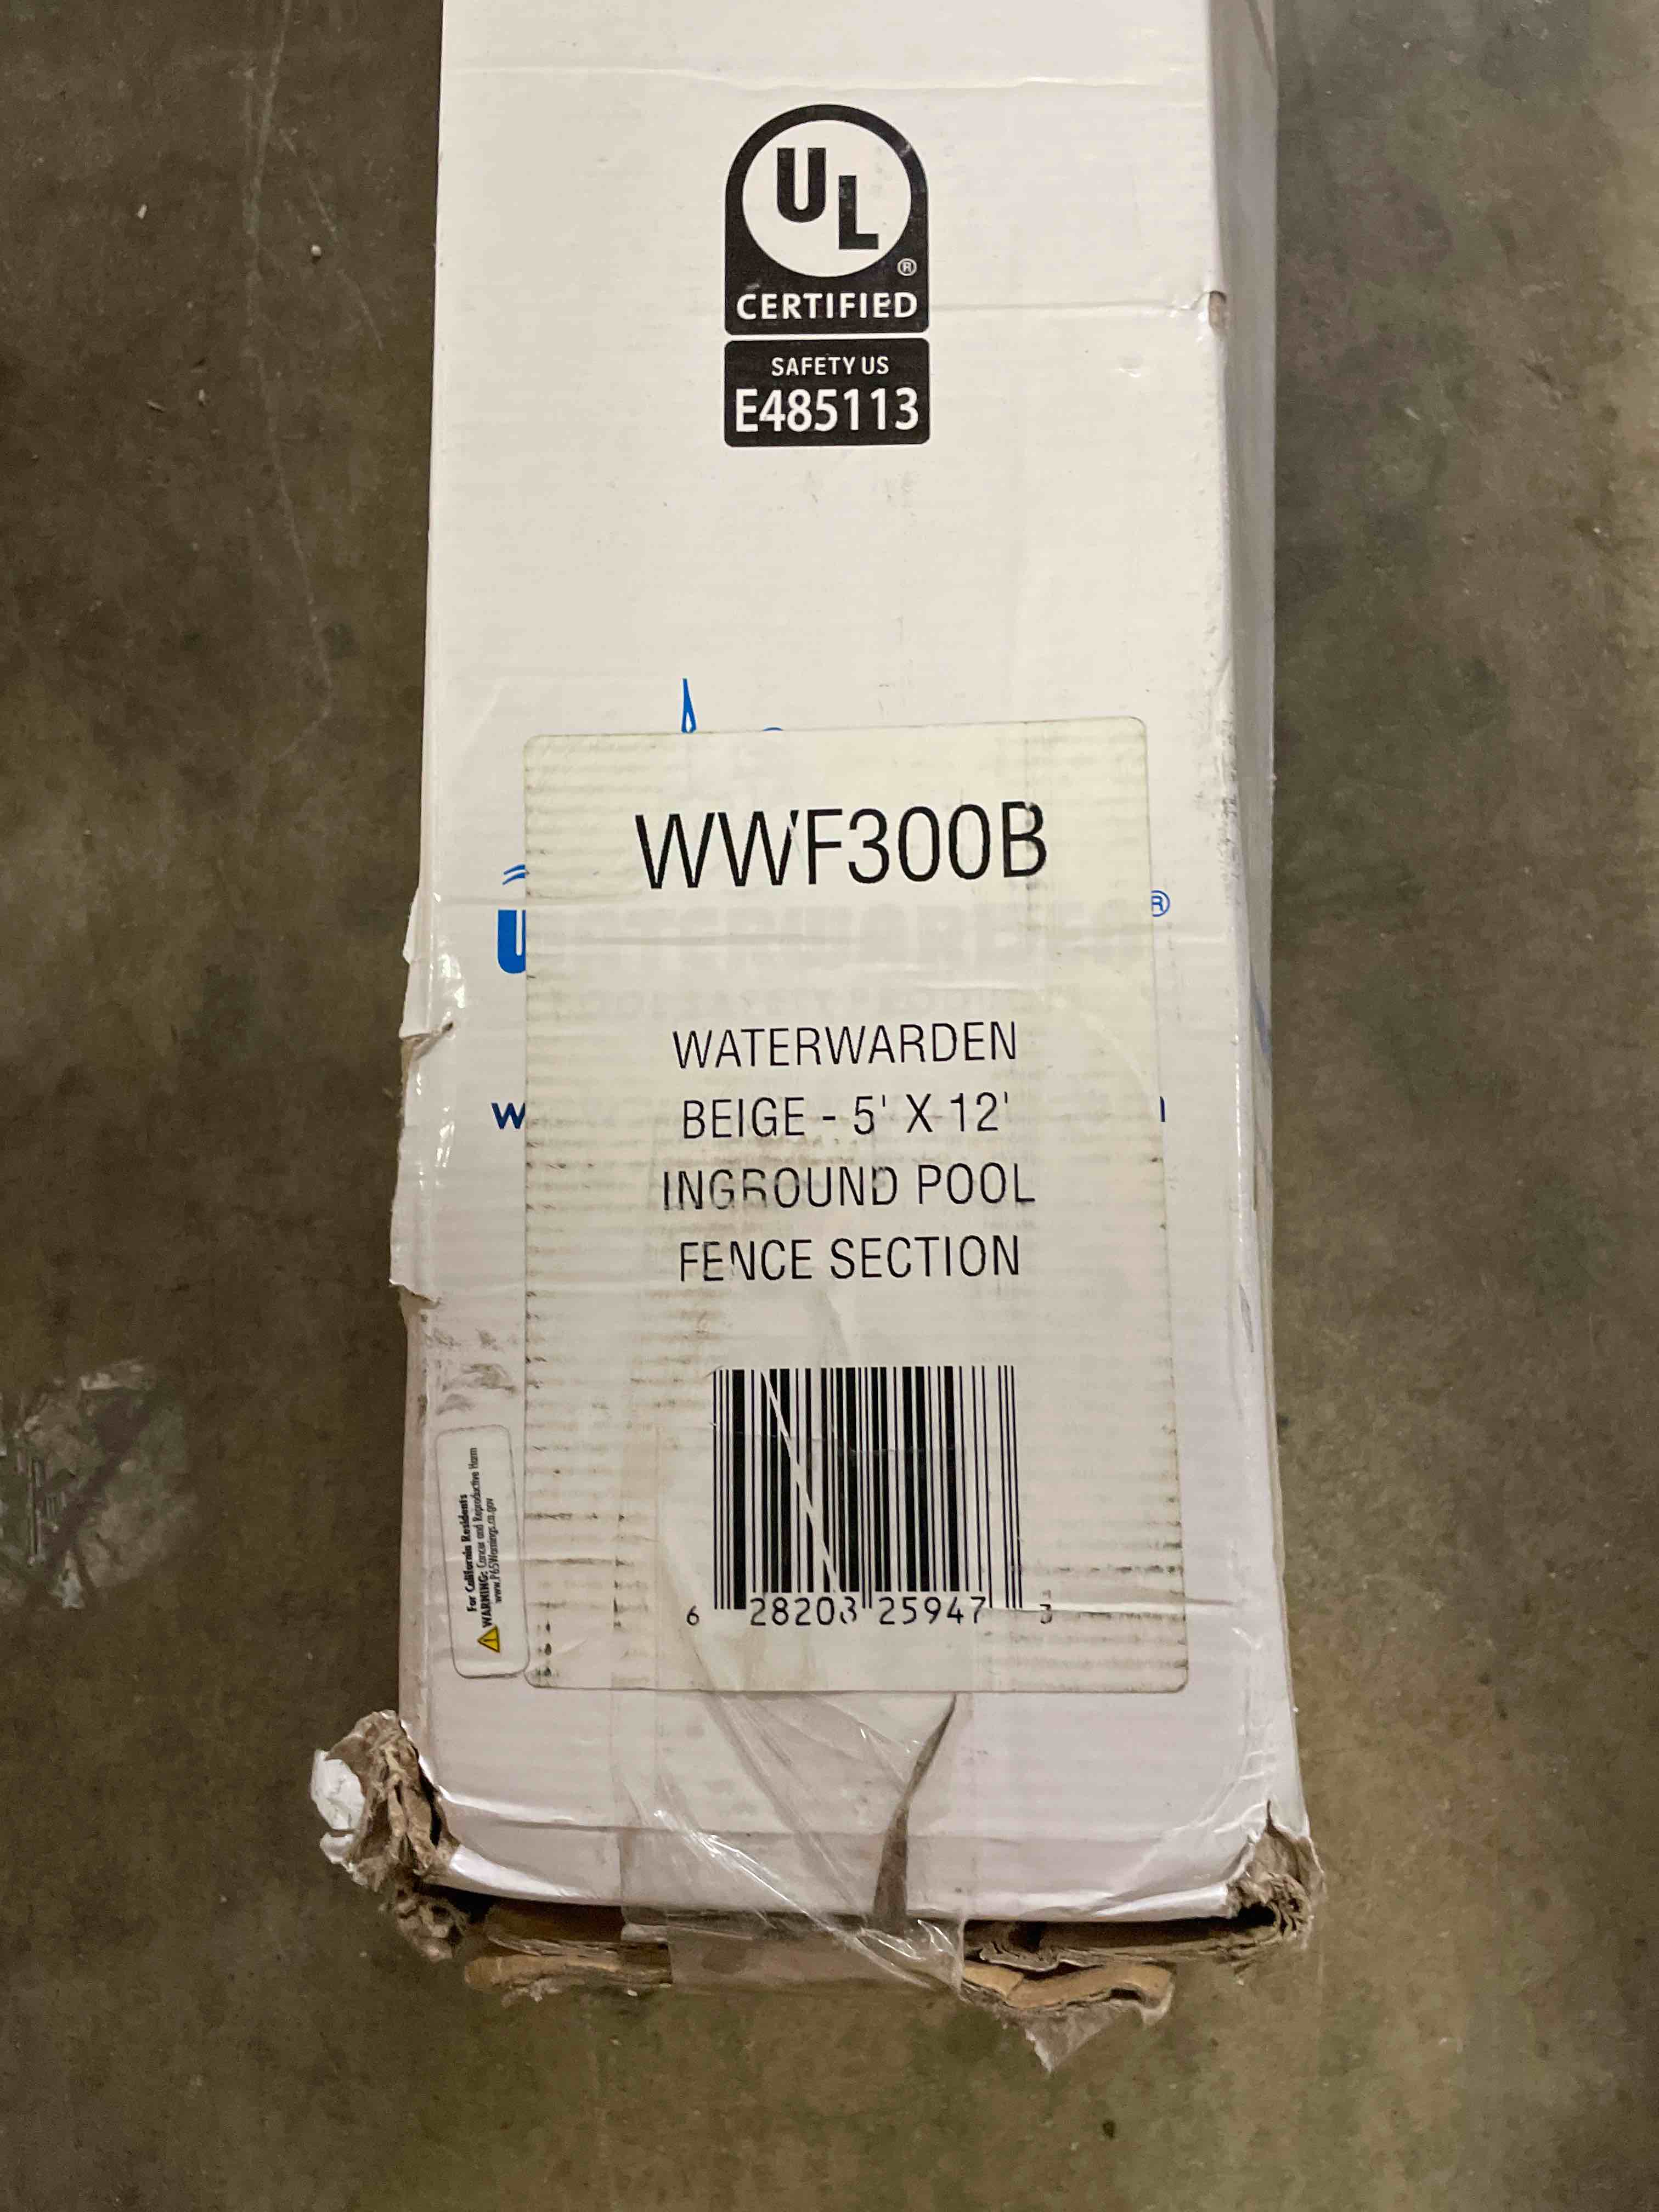 UL
®
CERTIFIED
SAFETY US
E485113
WWF300B
®
WATERWARDEN
BEIGE - 5' X 12'
INGROUND POOL
FENCE SECTION
6 28203 25947 3
For California Residents
WARNING: Cancer and Reproductive Harm
www.P65Warnings.ca.gov